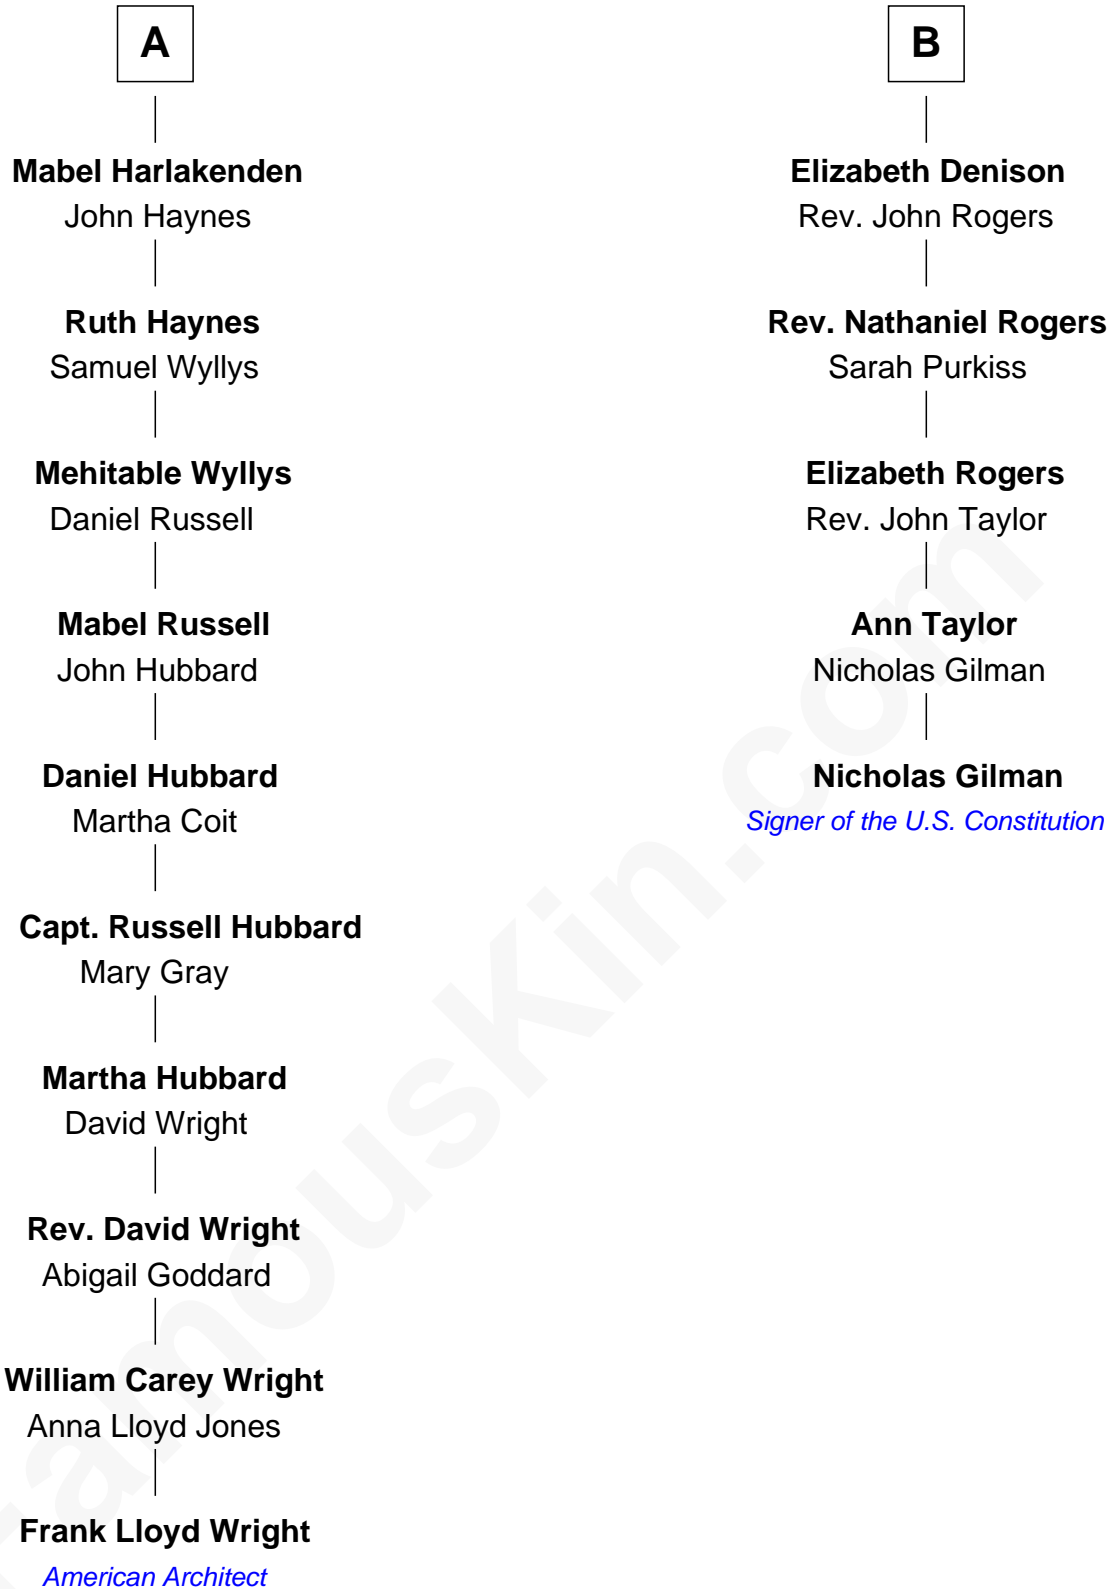 A
Mabel Harlakenden
John Haynes
Ruth Haynes
Samuel Wyllys
Mehitable Wyllys
Daniel Russell
Mabel Russell
John Hubbard
Daniel Hubbard
Martha Coit
Capt. Russell Hubbard
Mary Gray
Martha Hubbard
David Wright
Rev. David Wright
Abigail Goddard
William Carey Wright
Anna Lloyd Jones
Frank Lloyd Wright
American Architect
B
Elizabeth Denison
Rev. John Rogers
Rev. Nathaniel Rogers
Sarah Purkiss
Elizabeth Rogers
Rev. John Taylor
Ann Taylor
Nicholas Gilman
Nicholas Gilman
Signer of the U.S. Constitution
famouskin.com